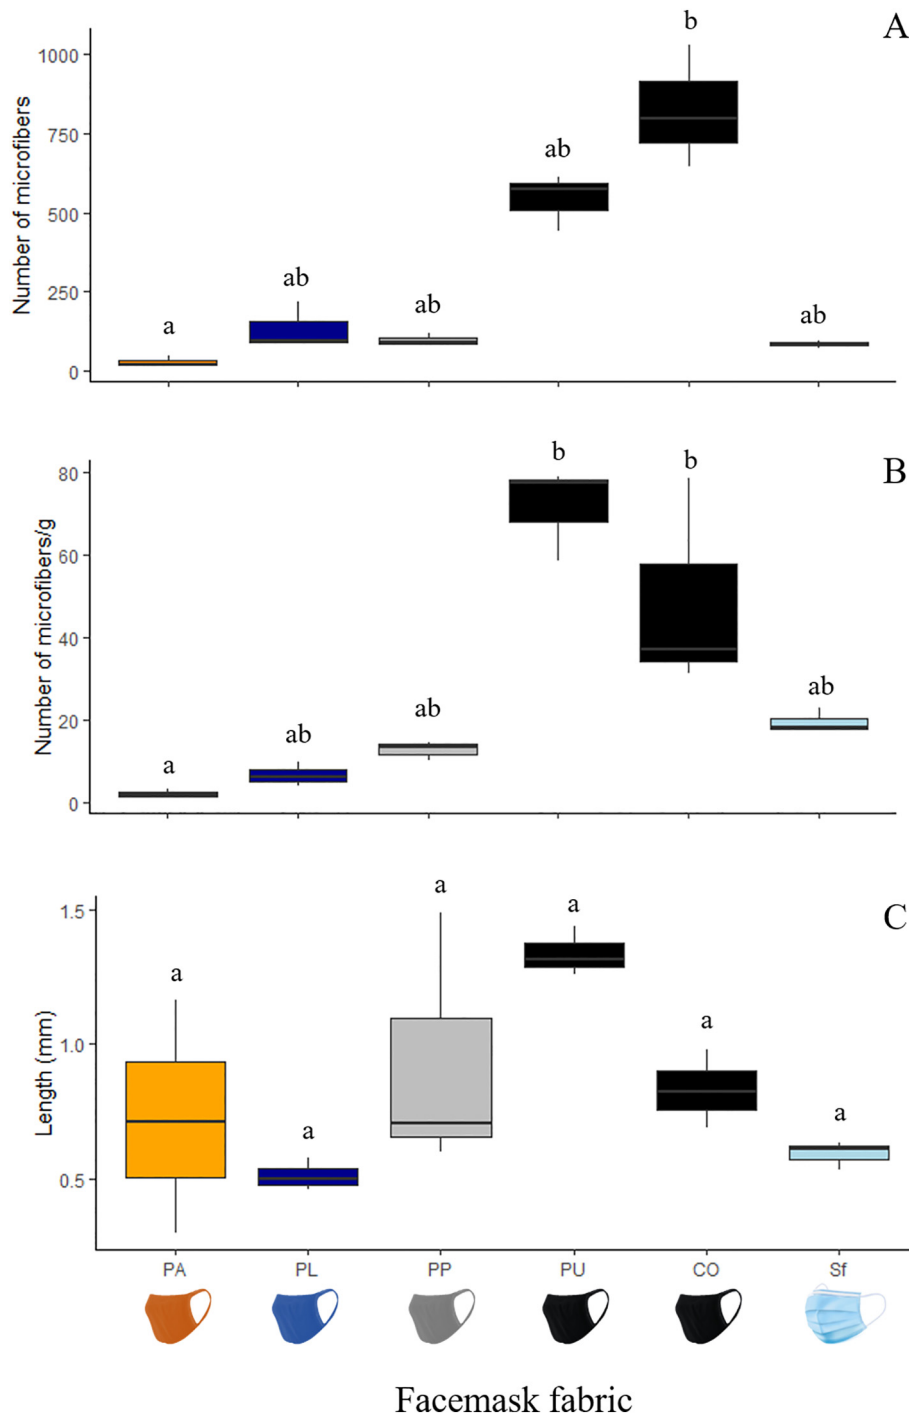 A
Number of microfibers
1000
750
500
250
0
a
ab
ab
ab
b
ab
B
Number of microfibers/g
80
60
40
20
0
a
ab
ab
b
b
ab
C
Length (mm)
1.5
1.0
0.5
a
a
a
a
a
a
PA PL PP PU CO Sf
Facemask fabric